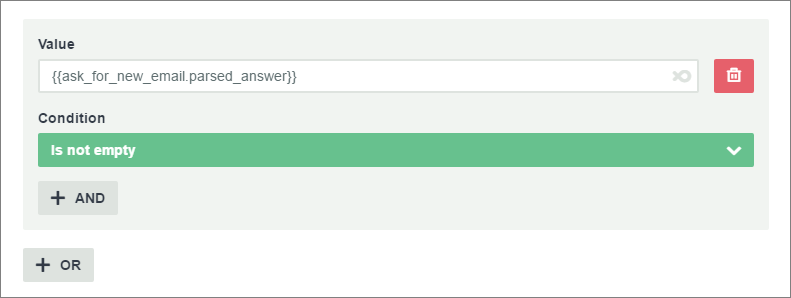 Value
{{ask_for_new_email.parsed_answer}}
Condition
Is not empty
AND
OR